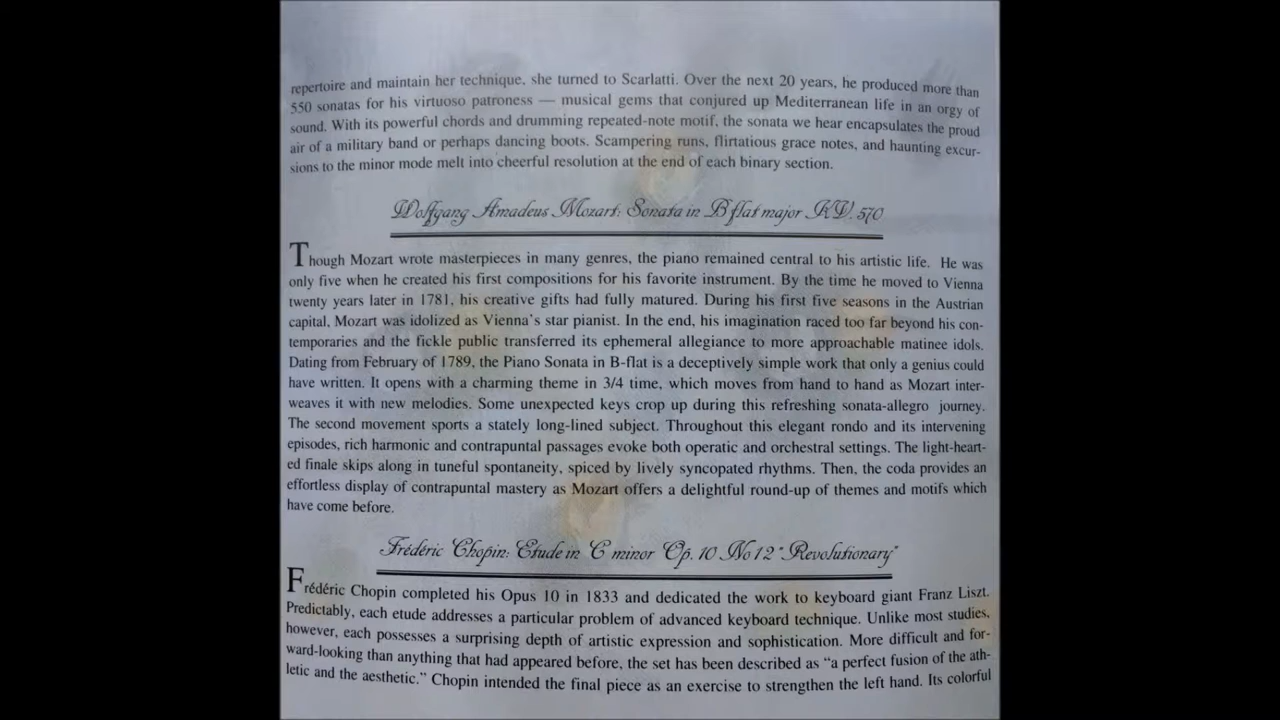 repertoire and maintain her technique, she turned to Scarlatti. Over the next 20 years, he produced more than
550 sonatas for his virtuoso patroness — musical gems that conjured up Mediterranean life in an orgy of
sound. With its powerful chords and drumming repeated-note motif, the sonata we hear encapsulates the proud
air of a military band or perhaps dancing boots. Scampering runs, flirtatious grace notes, and haunting excur-
sions to the minor mode melt into cheerful resolution at the end of each binary section.
Wolfgang Amadeus Mozart: Sonata in B flat major KV. 570
Though Mozart wrote masterpieces in many genres, the piano remained central to his artistic life. He was
only five when he created his first compositions for his favorite instrument. By the time he moved to Vienna
twenty years later in 1781, his creative gifts had fully matured. During his first five seasons in the Austrian
capital, Mozart was idolized as Vienna's star pianist. In the end, his imagination raced too far beyond his con-
temporaries and the fickle public transferred its ephemeral allegiance to more approachable matinee idols.
Dating from February of 1789, the Piano Sonata in B-flat is a deceptively simple work that only a genius could
have written. It opens with a charming theme in 3/4 time, which moves from hand to hand as Mozart inter-
weaves it with new melodies. Some unexpected keys crop up during this refreshing sonata-allegro journey.
The second movement sports a stately long-lined subject. Throughout this elegant rondo and its intervening
episodes, rich harmonic and contrapuntal passages evoke both operatic and orchestral settings. The light-heart-
ed finale skips along in tuneful spontaneity, spiced by lively syncopated rhythms. Then, the coda provides an
effortless display of contrapuntal mastery as Mozart offers a delightful round-up of themes and motifs which
have come before.
Frédéric Chopin: Etude in C minor Op. 10 No 12 "Revolutionary"
Frédéric Chopin completed his Opus 10 in 1833 and dedicated the work to keyboard giant Franz Liszt.
Predictably, each etude addresses a particular problem of advanced keyboard technique. Unlike most studies,
however, each possesses a surprising depth of artistic expression and sophistication. More difficult and for-
ward-looking than anything that had appeared before, the set has been described as "a perfect fusion of the ath-
letic and the aesthetic." Chopin intended the final piece as an exercise to strengthen the left hand. Its colorful